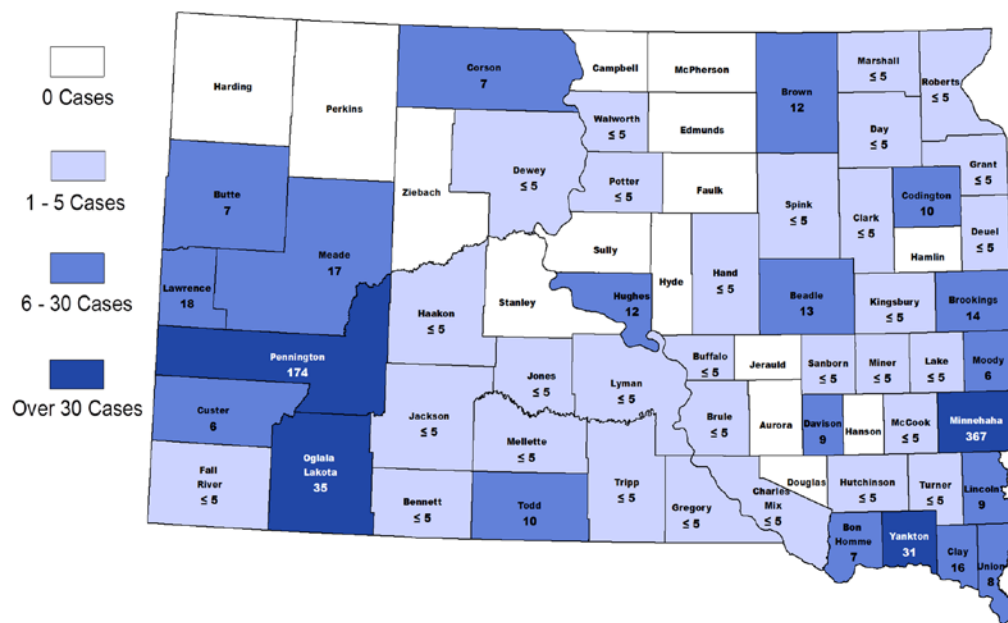 0 Cases
1 - 5 Cases
6 - 30 Cases
Over 30 Cases
Harding
Perkins
Corson
7
Campbell
McPherson
Brown
12
Marshall
≤ 5
Roberts
≤ 5
Walworth
≤ 5
Edmunds
Day
≤ 5
Grant
≤ 5
Butte
7
Ziebach
Dewey
≤ 5
Potter
≤ 5
Faulk
Spink
≤ 5
Clark
≤ 5
Codington
10
Deuel
≤ 5
Hamlin
Lawrence
18
Meade
17
Sully
Hyde
Hand
≤ 5
Stanley
Haakon
≤ 5
Hughes
12
Beadle
13
Kingsbury
≤ 5
Brookings
14
Pennington
174
Jones
≤ 5
Lyman
≤ 5
Buffalo
≤ 5
Jerauld
Sanborn
≤ 5
Miner
≤ 5
Lake
≤ 5
Moody
6
Custer
6
Jackson
≤ 5
Mellette
≤ 5
Brule
≤ 5
Aurora
Davison
9
Hanson
McCook
≤ 5
Minnehaha
367
Fall
River
≤ 5
Oglala
Lakota
35
Bennett
≤ 5
Todd
10
Tripp
≤ 5
Gregory
≤ 5
Charles
Mix
≤ 5
Douglas
Hutchinson
≤ 5
Turner
≤ 5
Lincoln
9
Bon
Homme
7
Yankton
31
Clay
16
Union
8